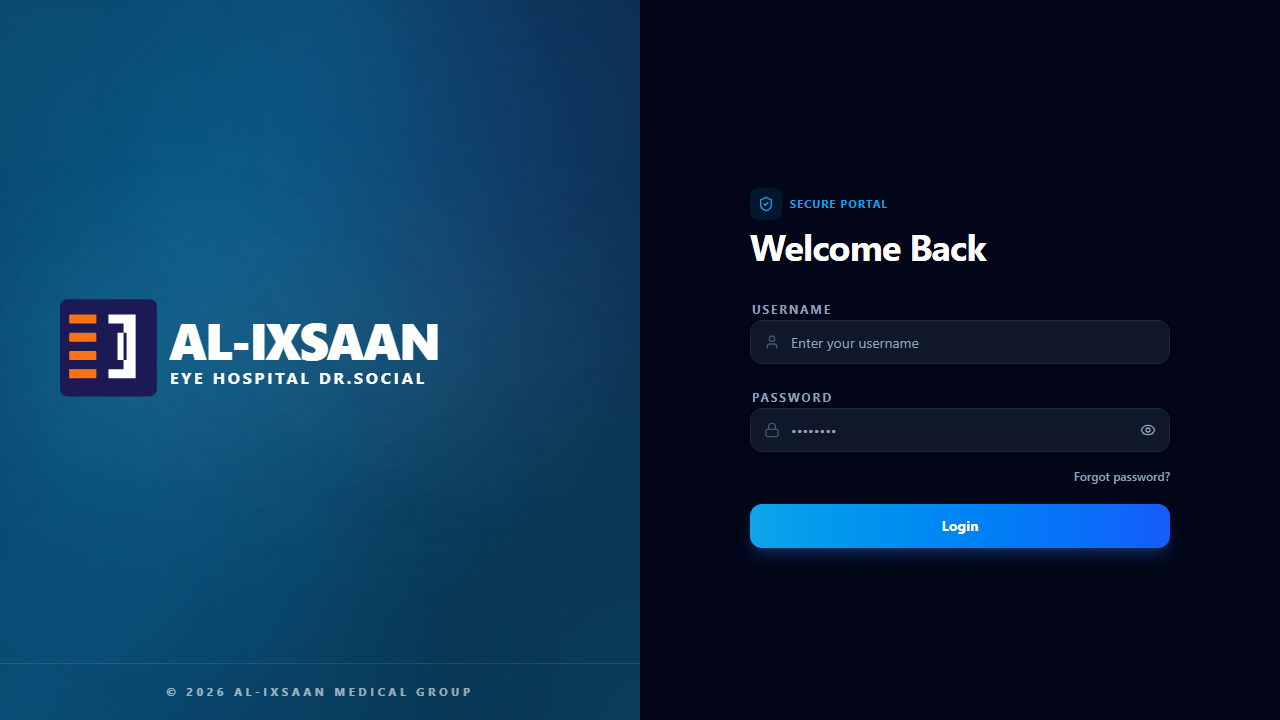 AL-IXSAAN
EYE HOSPITAL DR.SOCIAL
© 2026 AL-IXSAAN MEDICAL GROUP
SECURE PORTAL
Welcome Back
USERNAME
Enter your username
PASSWORD
••••••••
Forgot password?
Login